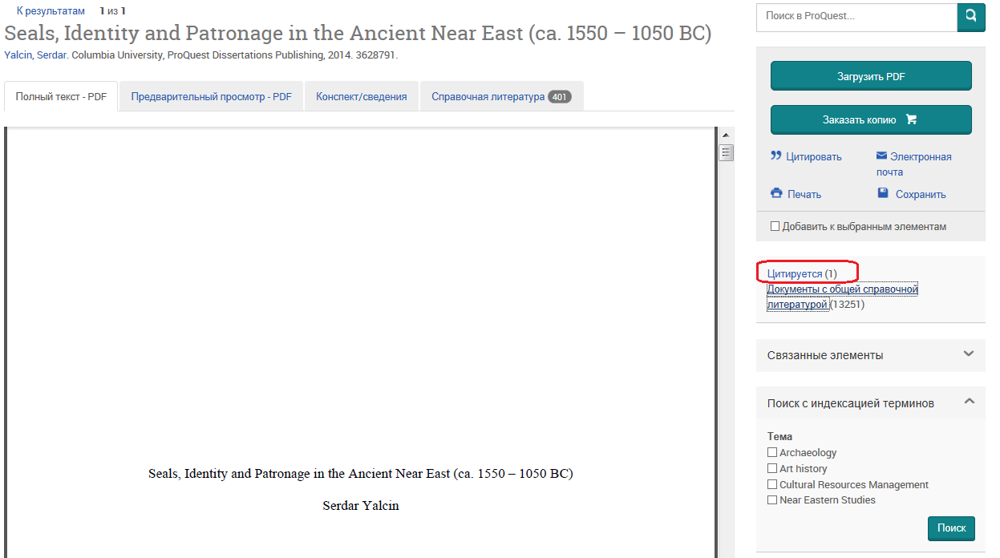 К результатам 1 из 1
Seals, Identity and Patronage in the Ancient Near East (ca. 1550 – 1050 BC)
Yalcin, Serdar. Columbia University, ProQuest Dissertations Publishing, 2014. 3628791.
Полный текст - PDF
Предварительный просмотр - PDF
Конспект/сведения
Справочная литература 401
Seals, Identity and Patronage in the Ancient Near East (ca. 1550 – 1050 BC)
Serdar Yalcin
Поиск в ProQuest...
Загрузить PDF
Заказать копию
Цитировать
Электронная
почта
Печать
Сохранить
Добавить к выбранным элементам
Цитируется (1)
Документы с общей справочной
литературой (13251)
Связанные элементы
Поиск с индексацией терминов
Тема
Archaeology
Art history
Cultural Resources Management
Near Eastern Studies
Поиск